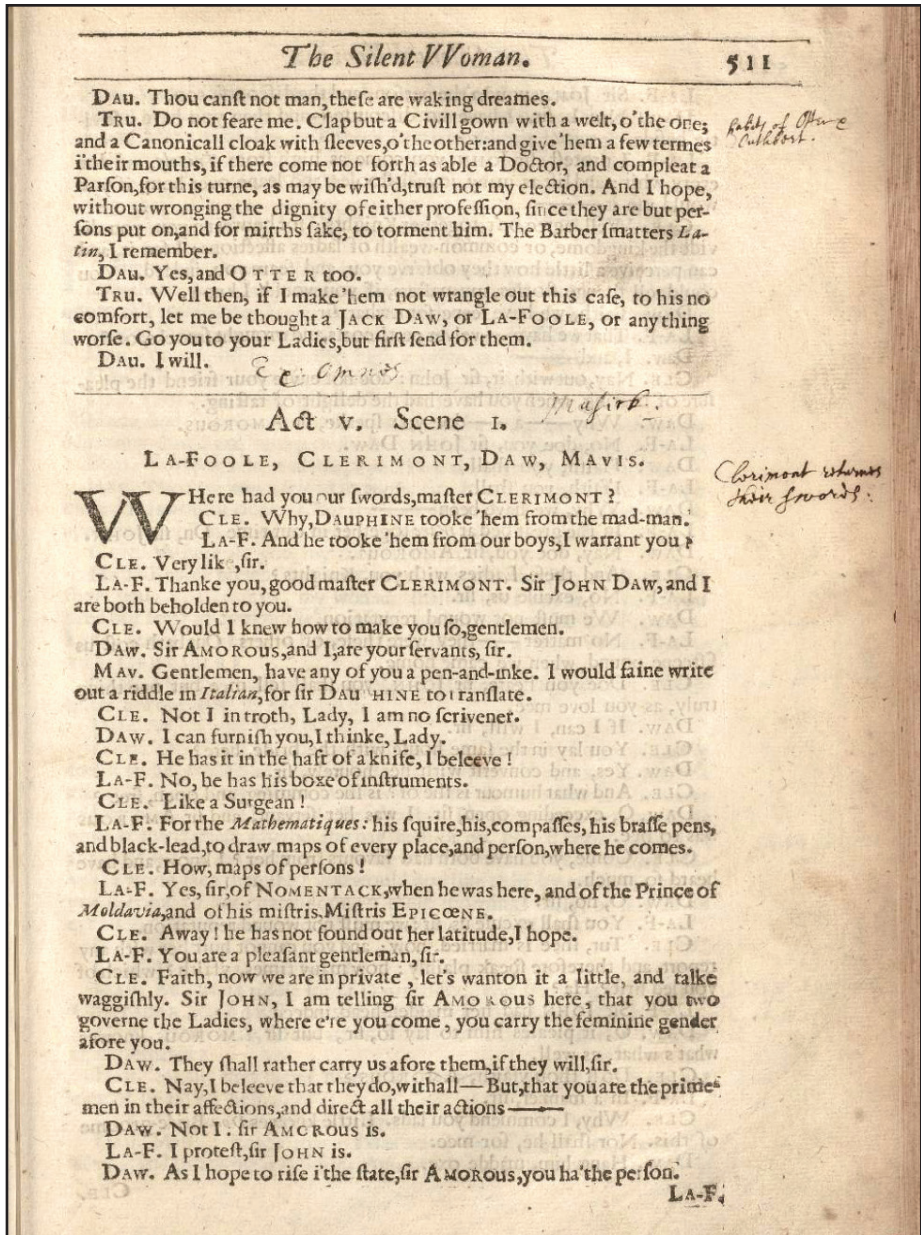 The Silent VVoman.
511
DAU. Thou canſt not man, theſe are waking dreames.
TRU. Do not feare me. Clap but a Civill gown with a welt, o'the one;
and a Canonicall cloak with ſleeves, o'the other: and give 'hem a few termes
i'their mouths, if there come not forth as able a Doctor, and compleat a
Parſon, for this turne, as may be wiſh'd, truſt not my election. And I hope,
without wronging the dignity of either profeſſion, ſince they are but per-
ſons put on, and for mirths ſake, to torment him. The Barber ſmatters La-
tin, I remember.
DAU. Yes, and OTTER too.
TRU. Well then, if I make 'hem not wrangle out this caſe, to his no
comfort, let me be thought a JACK DAW, or LA-FOOLE, or any thing
worſe. Go you to your Ladies, but firſt ſend for them.
DAU. I will.
Ex: Omnes
Muſick.
of Otter &
Cutbert.
Act V. Scene I.
LA-FOOLE, CLERIMONT, DAW, MAVIS.
Clerimont returnes
their ſwords:
WHere had you our ſwords, maſter CLERIMONT?
CLE. Why, DAUPHINE tooke 'hem from the mad-man.
LA-F. And he tooke 'hem from our boys, I warrant you?
CLE. Very lik , ſir.
LA-F. Thanke you, good maſter CLERIMONT. Sir JOHN DAW, and I
are both beholden to you.
CLE. Would I knew how to make you ſo, gentlemen.
DAW. Sir AMOROUS, and I, are your ſervants, ſir.
MAV. Gentlemen, have any of you a pen-and-inke. I would faine write
out a riddle in Italian, for ſir DAU HINE to tranſlate.
CLE. Not I in troth, Lady, I am no ſcrivener.
DAW. I can furniſh you, I thinke, Lady.
CLE. He has it in the haft of a knife, I beleeve!
LA-F. No, he has his boxe of inſtruments.
CLE. Like a Surgean!
LA-F. For the Mathematiques: his ſquire, his, compaſſes, his braſſe pens,
and black-lead, to draw maps of every place, and perſon, where he comes.
CLE. How, maps of perſons!
LA-F. Yes, ſir, of NOMENTACK, when he was here, and of the Prince of
Moldavia, and of his miſtris, Miſtris EPICŒNE.
CLE. Away! he has not found out her latitude, I hope.
LA-F. You are a pleaſant gentleman, ſir.
CLE. Faith, now we are in private, let's wanton it a little, and talke
waggiſhly. Sir JOHN, I am telling ſir AMOROUS here, that you two
governe the Ladies, where e're you come, you carry the feminine gender
afore you.
DAW. They ſhall rather carry us afore them, if they will, ſir.
CLE. Nay, I beleeve that they do, withall— But, that you are the prime
men in their affections, and direct all their actions——
DAW. Not I. ſir AMOROUS is.
LA-F. I proteſt, ſir JOHN is.
DAW. As I hope to riſe i'the ſtate, ſir AMOROUS, you ha'the perſon.
LA-F.